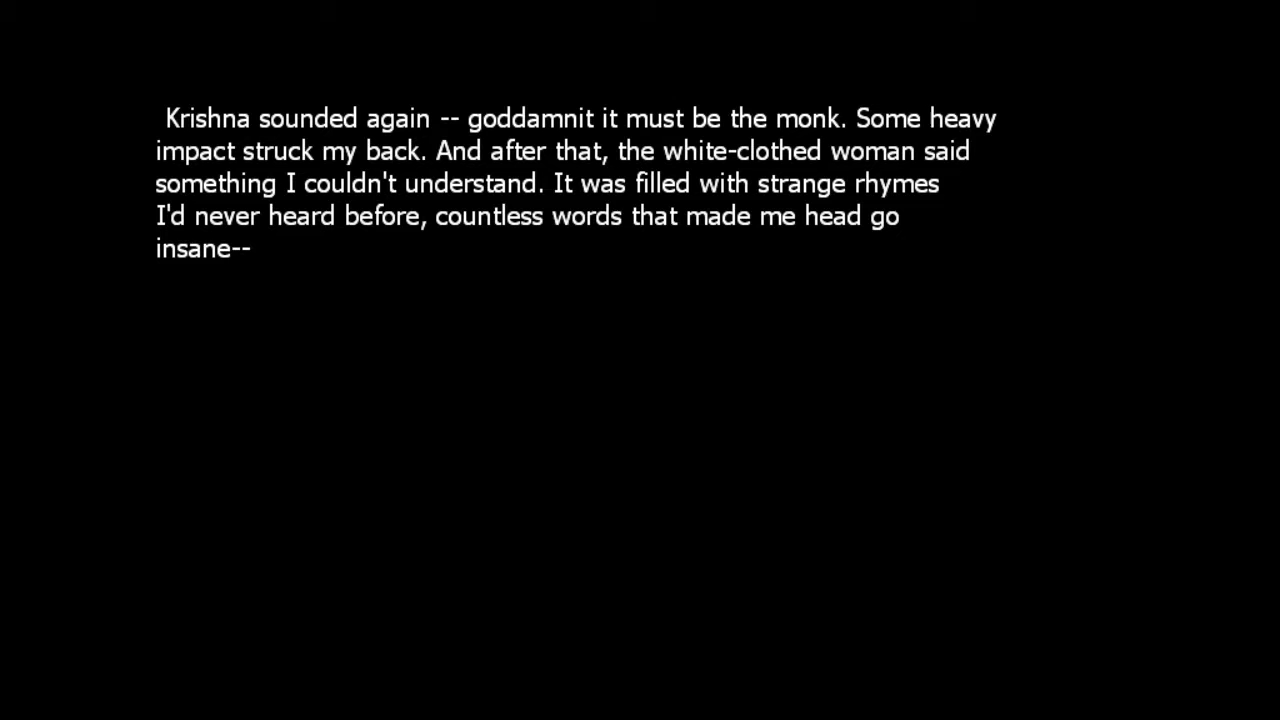 Krishna sounded again -- goddamnit it must be the monk. Some heavy
impact struck my back. And after that, the white-clothed woman said
something I couldn't understand. It was filled with strange rhymes
I'd never heard before, countless words that made me head go
insane--